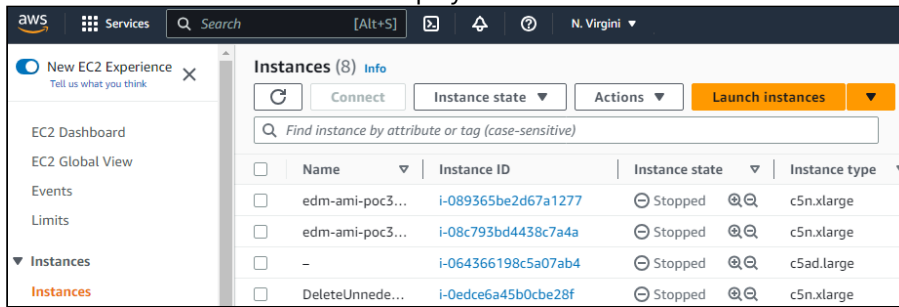 aws Services Search [Alt+S] N. Virgini
New EC2 Experience
Tell us what you think
EC2 Dashboard
EC2 Global View
Events
Limits
Instances
Instances
Instances (8) Info
Connect Instance state Actions Launch instances
Find instance by attribute or tag (case-sensitive)
Name Instance ID Instance state Instance type
edm-ami-poc3... i-089365be2d67a1277 Stopped c5n.xlarge
edm-ami-poc3... i-08c793bd4438c7a4a Stopped c5n.xlarge
– i-064366198c5a07ab4 Stopped c5ad.large
DeleteUnnede... i-0edce6a45b0cbe28f Stopped c5n.xlarge